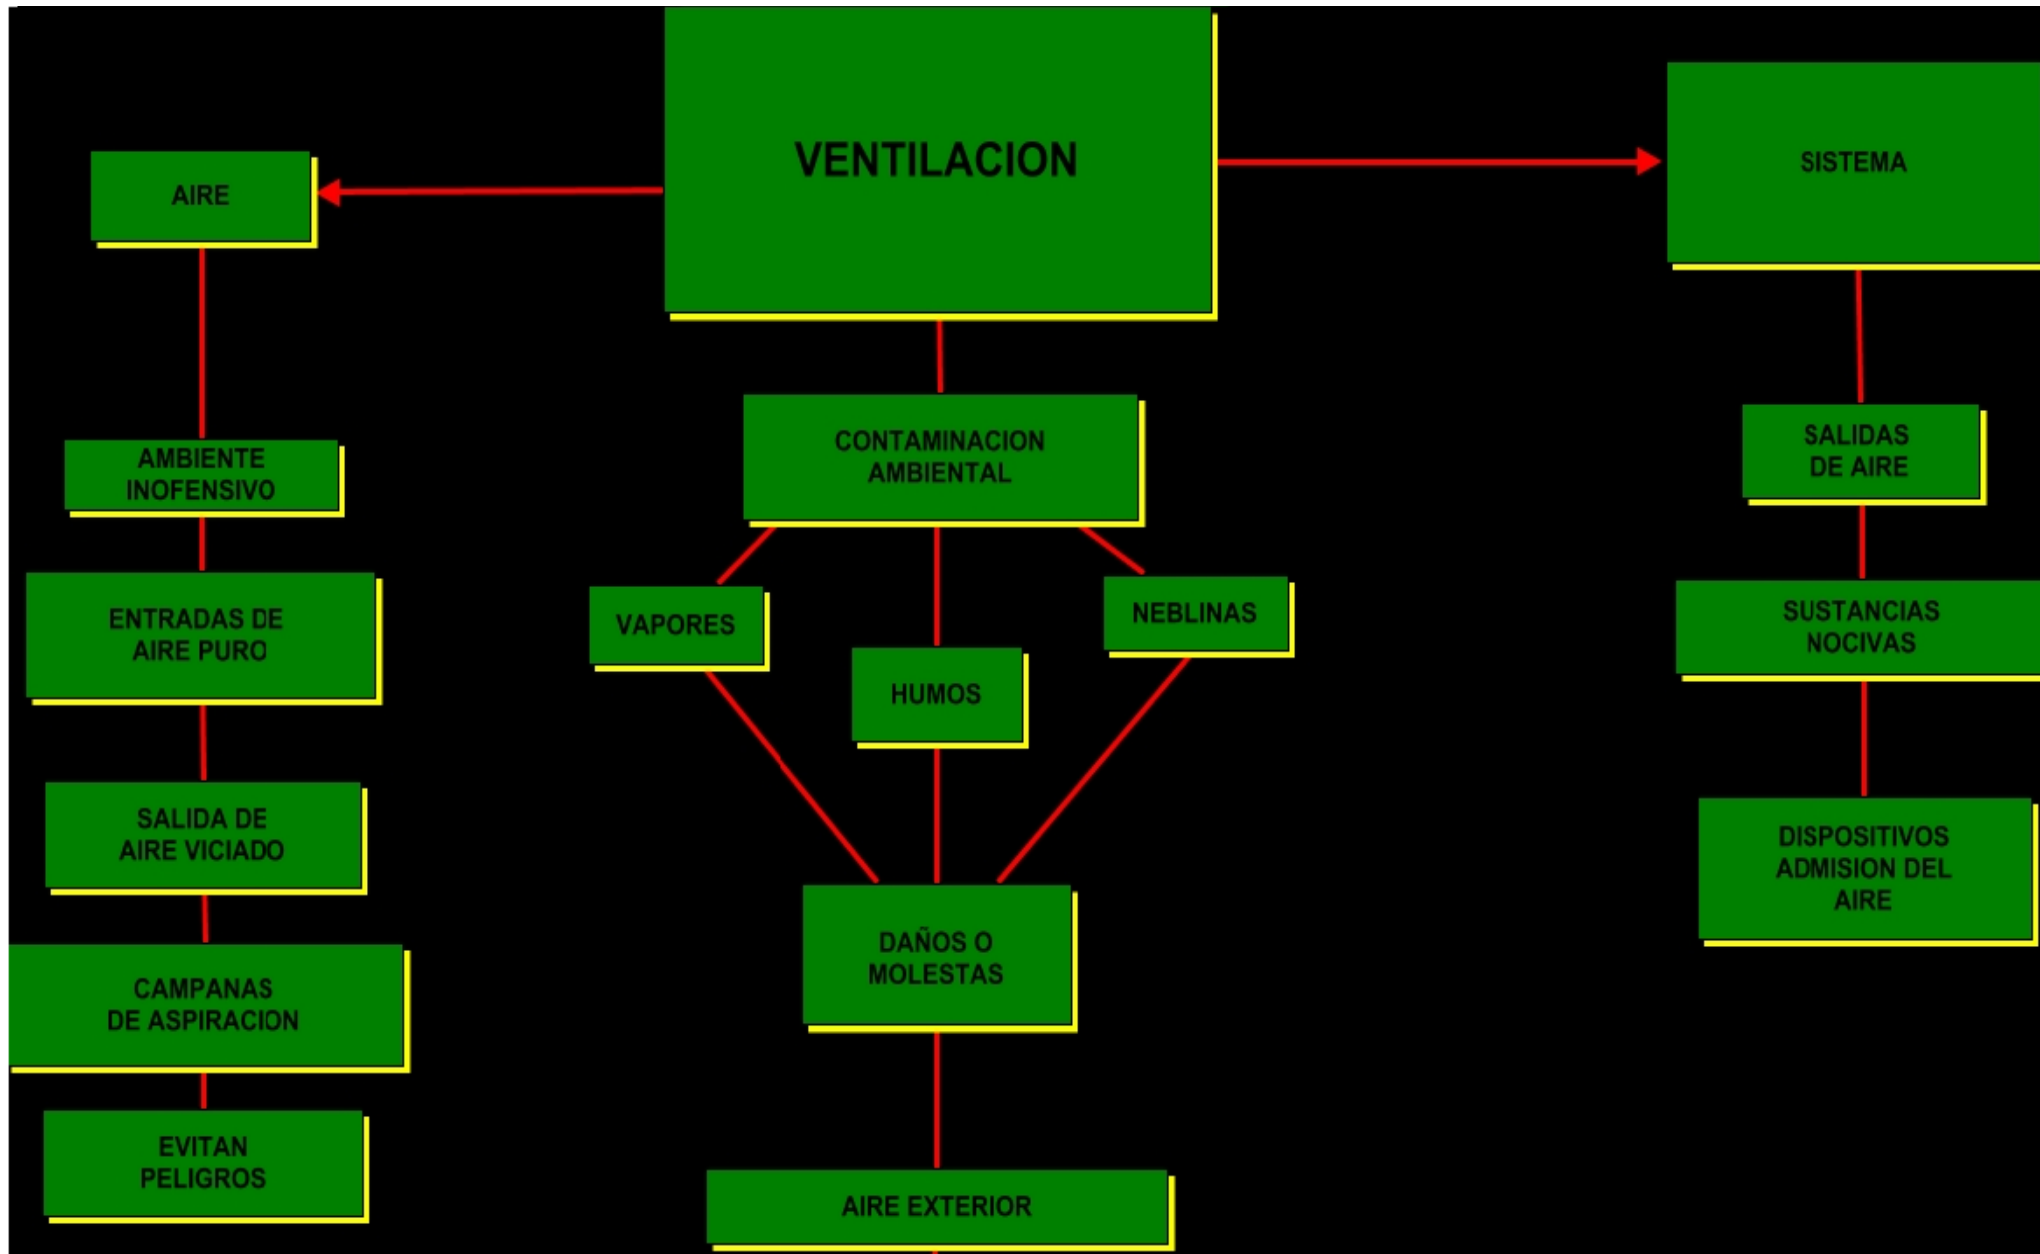 VENTILACION
AIRE
AMBIENTE
INOFENSIVO
ENTRADAS DE
AIRE PURO
SALIDA DE
AIRE VICIADO
CAMPANAS
DE ASPIRACION
EVITAN
PELIGROS
CONTAMINACION
AMBIENTAL
VAPORES
HUMOS
NEBLINAS
DAÑOS O
MOLESTAS
AIRE EXTERIOR
SISTEMA
SALIDAS
DE AIRE
SUSTANCIAS
NOCIVAS
DISPOSITIVOS
ADMISION DEL
AIRE